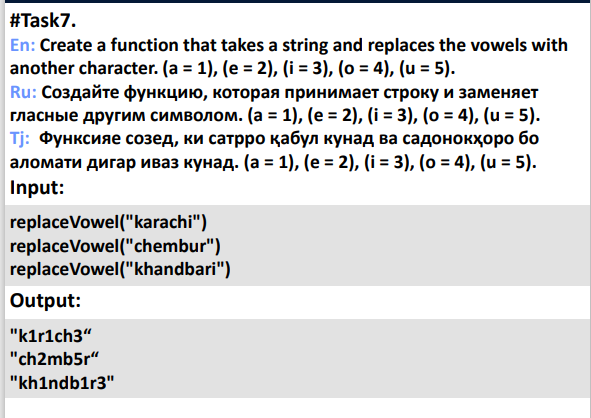 #Task7.
En: Create a function that takes a string and replaces the vowels with
another character. (a = 1), (e = 2), (i = 3), (o = 4), (u = 5).
Ru: Создайте функцию, которая принимает строку и заменяет
гласные другим символом. (a = 1), (e = 2), (i = 3), (o = 4), (u = 5).
Tj: Функсияе созед, ки сатрро қабул кунад ва садонокҳоро бо
аломати дигар иваз кунад. (a = 1), (e = 2), (i = 3), (o = 4), (u = 5).
Input:
replaceVowel("karachi")
replaceVowel("chembur")
replaceVowel("khandbari")
Output:
"k1r1ch3“
"ch2mb5r“
"kh1ndb1r3"